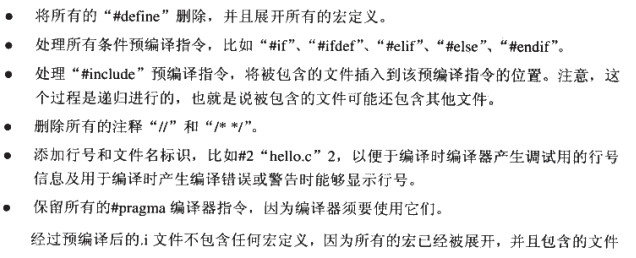 ● 将所有的“#define”删除，并且展开所有的宏定义。
● 处理所有条件预编译指令，比如“#if”、“#ifdef”、“#elif”、“#else”、“#endif”。
● 处理“#include”预编译指令，将被包含的文件插入到该预编译指令的位置。注意，这
个过程是递归进行的，也就是说被包含的文件可能还包含其他文件。
● 删除所有的注释“//”和“/* */”。
● 添加行号和文件名标识，比如#2“hello.c”2，以便于编译时编译器产生调试用的行号
信息及用于编译时产生编译错误或警告时能够显示行号。
● 保留所有的#pragma 编译器指令，因为编译器须要使用它们。
经过预编译后的.i 文件不包含任何宏定义，因为所有的宏已经被展开，并且包含的文件